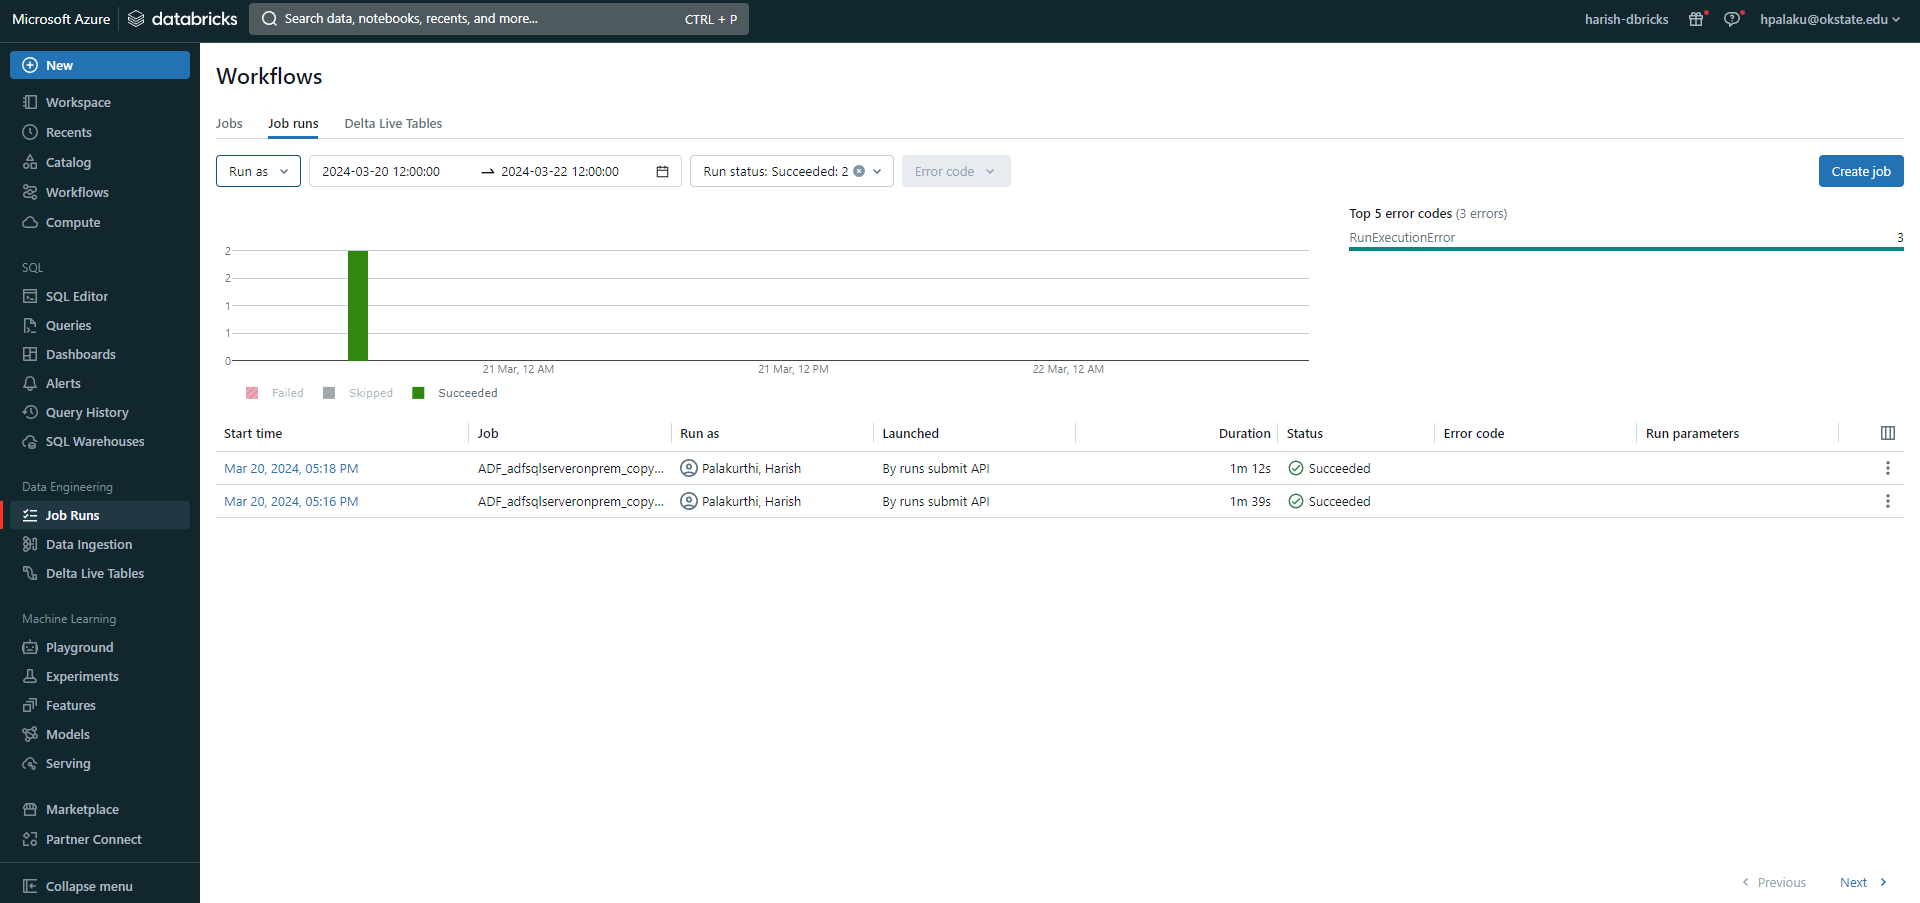 Microsoft Azure databricks Search data, notebooks, recents, and more... CTRL + P harish-dbricks hpalaku@okstate.edu
New
Workspace
Recents
Catalog
Workflows
Compute
SQL
SQL Editor
Queries
Dashboards
Alerts
Query History
SQL Warehouses
Data Engineering
Job Runs
Data Ingestion
Delta Live Tables
Machine Learning
Playground
Experiments
Features
Models
Serving
Marketplace
Partner Connect
Collapse menu
Workflows
Jobs Job runs Delta Live Tables
Run as 2024-03-20 12:00:00 → 2024-03-22 12:00:00 Run status: Succeeded: 2 Error code Create job
Top 5 error codes (3 errors)
RunExecutionError 3
2
2
1
1
0
21 Mar, 12 AM 21 Mar, 12 PM 22 Mar, 12 AM
Failed Skipped Succeeded
Start time Job Run as Launched Duration Status Error code Run parameters
Mar 20, 2024, 05:18 PM ADF_adfsqlserveronprem_copy... Palakurthi, Harish By runs submit API 1m 12s Succeeded
Mar 20, 2024, 05:16 PM ADF_adfsqlserveronprem_copy... Palakurthi, Harish By runs submit API 1m 39s Succeeded
Previous Next